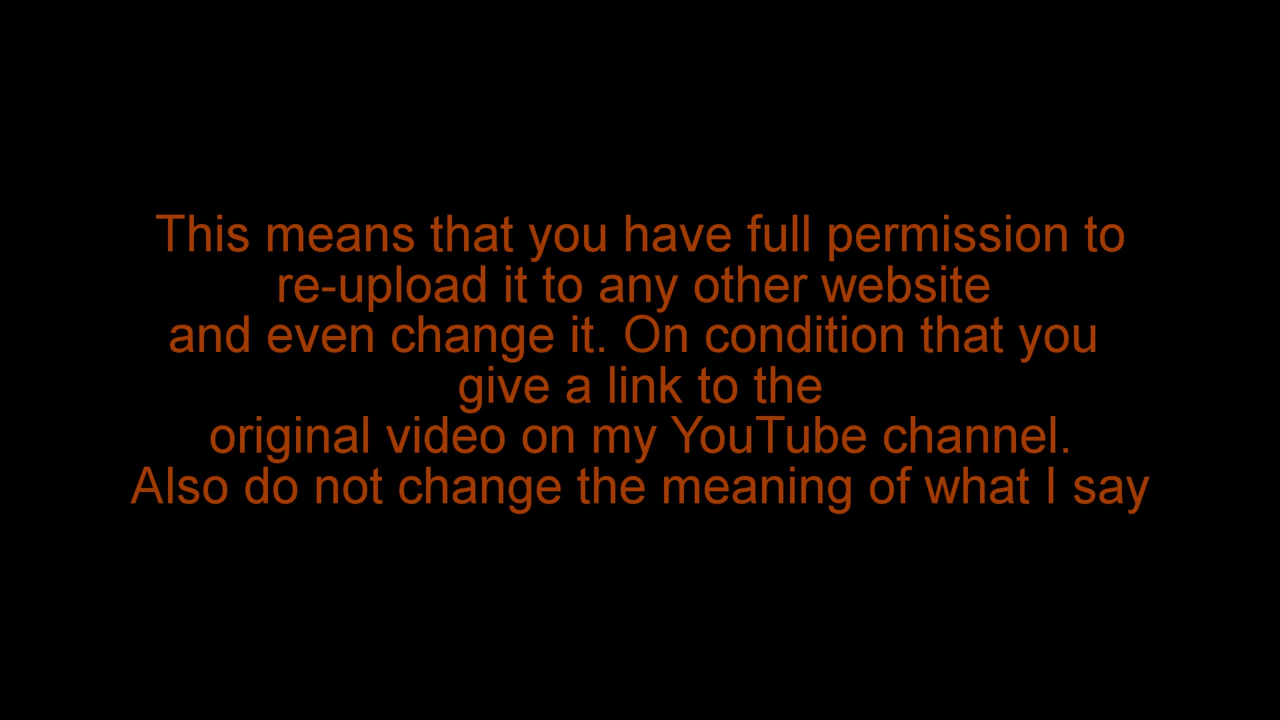 This means that you have full permission to
re-upload it to any other website
and even change it. On condition that you
give a link to the
original video on my YouTube channel.
Also do not change the meaning of what I say